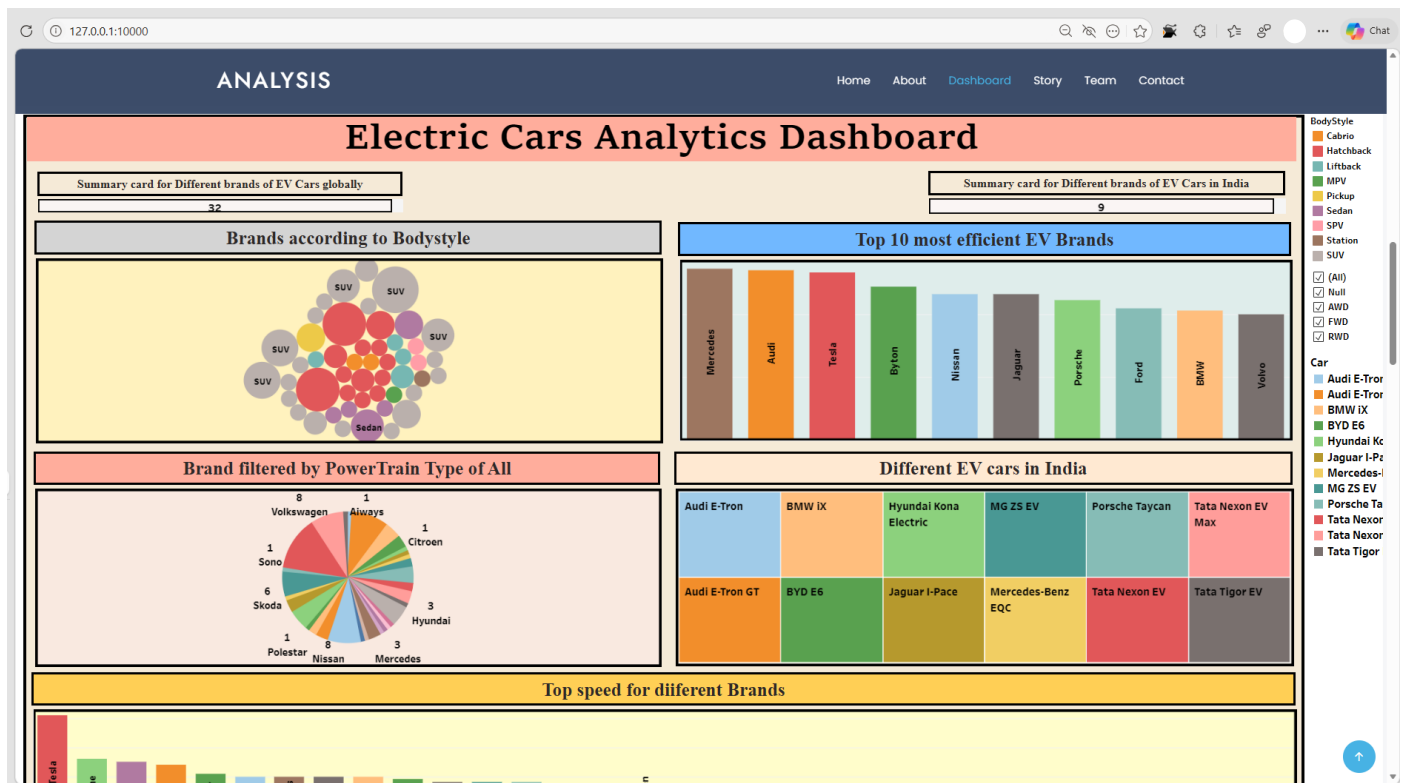 127.0.0.1:10000
Chat
ANALYSIS
Home About Dashboard Story Team Contact
Electric Cars Analytics Dashboard
Summary card for Different brands of EV Cars globally
32
Summary card for Different brands of EV Cars in India
9
Brands according to Bodystyle
SUV
SUV
SUV
SUV
SUV
Sedan
Top 10 most efficient EV Brands
Mercedes
Audi
Tesla
Byton
Nissan
Jaguar
Porsche
Ford
BMW
Volvo
Brand filtered by PowerTrain Type of All
8
Volkswagen
1
Aiways
1
Citroen
1
Sono
6
Skoda
3
Hyundai
1
Polestar
8
Nissan
3
Mercedes
Different EV cars in India
Audi E-Tron
BMW iX
Hyundai Kona
Electric
MG ZS EV
Porsche Taycan
Tata Nexon EV
Max
Audi E-Tron GT
BYD E6
Jaguar I-Pace
Mercedes-Benz
EQC
Tata Nexon EV
Tata Tigor EV
Top speed for diiferent Brands
Tesla
BodyStyle
Cabrio
Hatchback
Liftback
MPV
Pickup
Sedan
SPV
Station
SUV
(All)
Null
AWD
FWD
RWD
Car
Audi E-Tron
Audi E-Tron
BMW iX
BYD E6
Hyundai Ko
Jaguar I-Pa
Mercedes-
MG ZS EV
Porsche Ta
Tata Nexon
Tata Nexon
Tata Tigor